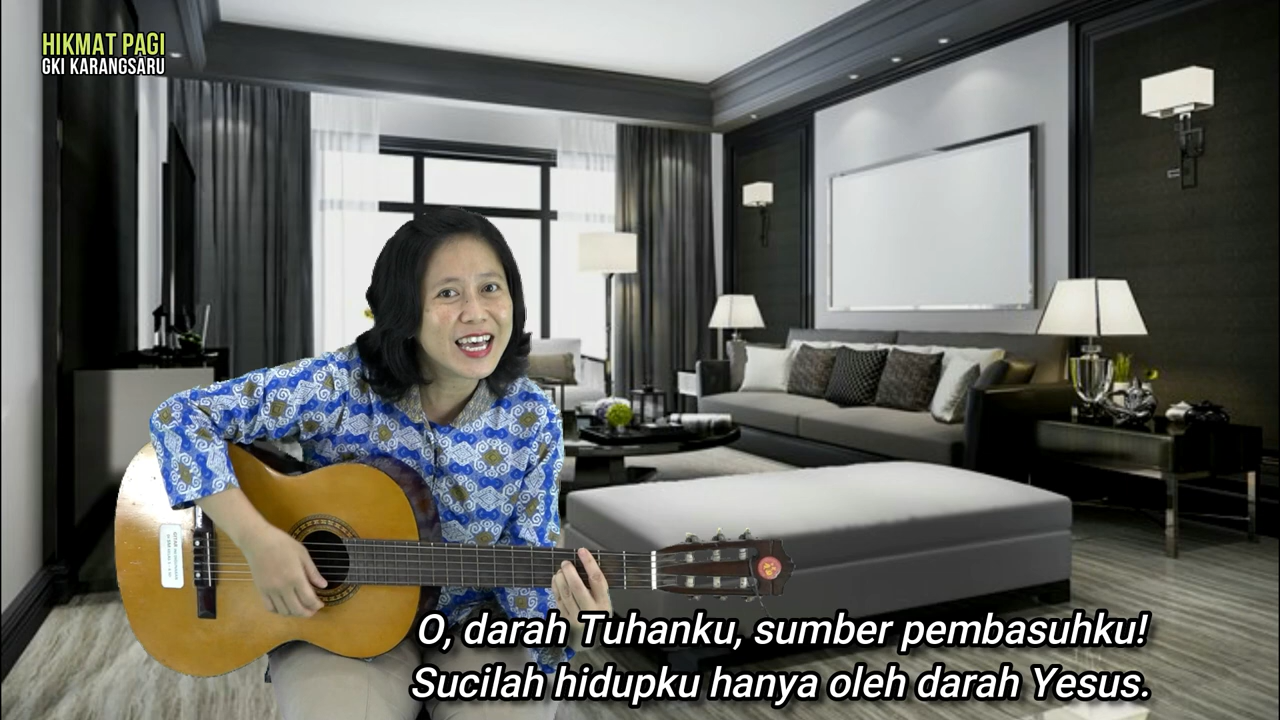 HIKMAT PAGI
GKI KARANGSARU
O, darah Tuhanku, sumber pembasuhku!
Sucilah hidupku hanya oleh darah Yesus.